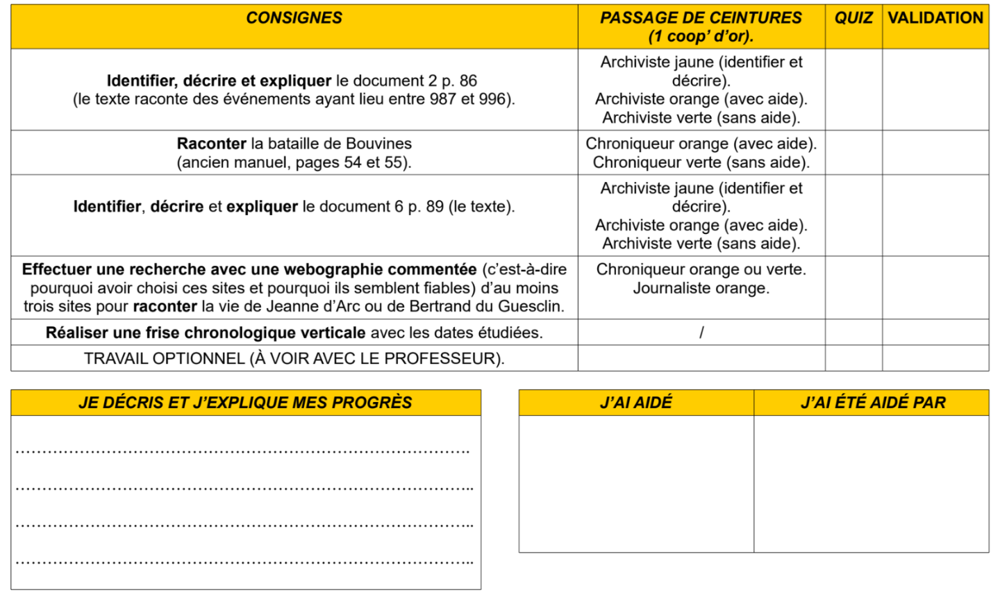 CONSIGNES
PASSAGE DE CEINTURES
(1 coop’ d’or).
QUIZ
VALIDATION
Identifier, décrire et expliquer le document 2 p. 86
(le texte raconte des événements ayant lieu entre 987 et 996).
Archiviste jaune (identifier et
décrire).
Archiviste orange (avec aide).
Archiviste verte (sans aide).
Raconter la bataille de Bouvines
(ancien manuel, pages 54 et 55).
Chroniqueur orange (avec aide).
Chroniqueur verte (sans aide).
Identifier, décrire et expliquer le document 6 p. 89 (le texte).
Archiviste jaune (identifier et
décrire).
Archiviste orange (avec aide).
Archiviste verte (sans aide).
Effectuer une recherche avec une webographie commentée (c’est-à-dire
pourquoi avoir choisi ces sites et pourquoi ils semblent fiables) d’au moins
trois sites pour raconter la vie de Jeanne d’Arc ou de Bertrand du Guesclin.
Chroniqueur orange ou verte.
Journaliste orange.
Réaliser une frise chronologique verticale avec les dates étudiées.
/
TRAVAIL OPTIONNEL (À VOIR AVEC LE PROFESSEUR).
JE DÉCRIS ET J’EXPLIQUE MES PROGRÈS
J’AI AIDÉ
J’AI ÉTÉ AIDÉ PAR